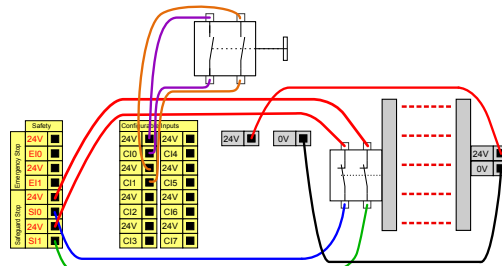 Safety
Emergency Stop
24V
EI0
24V
EI1
Safeguard Stop
24V
SI0
24V
SI1
Configurable Inputs
24V 24V
CI0 CI4
24V 24V
CI1 CI5
24V 24V
CI2 CI6
24V 24V
CI3 CI7
24V
0V
24V
0V